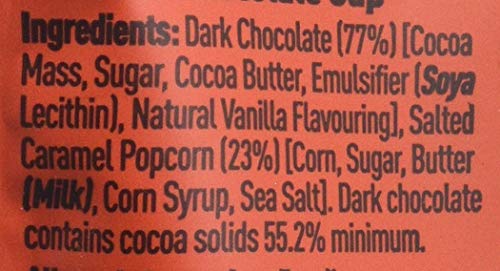 Cup
Ingredients: Dark Chocolate (77%) [Cocoa
Mass, Sugar, Cocoa Butter, Emulsifier (Soya
Lecithin), Natural Vanilla Flavouring], Salted
Caramel Popcorn (23%) [Corn, Sugar, Butter
(Milk), Corn Syrup, Sea Salt]. Dark chocolate
contains cocoa solids 55.2% minimum.